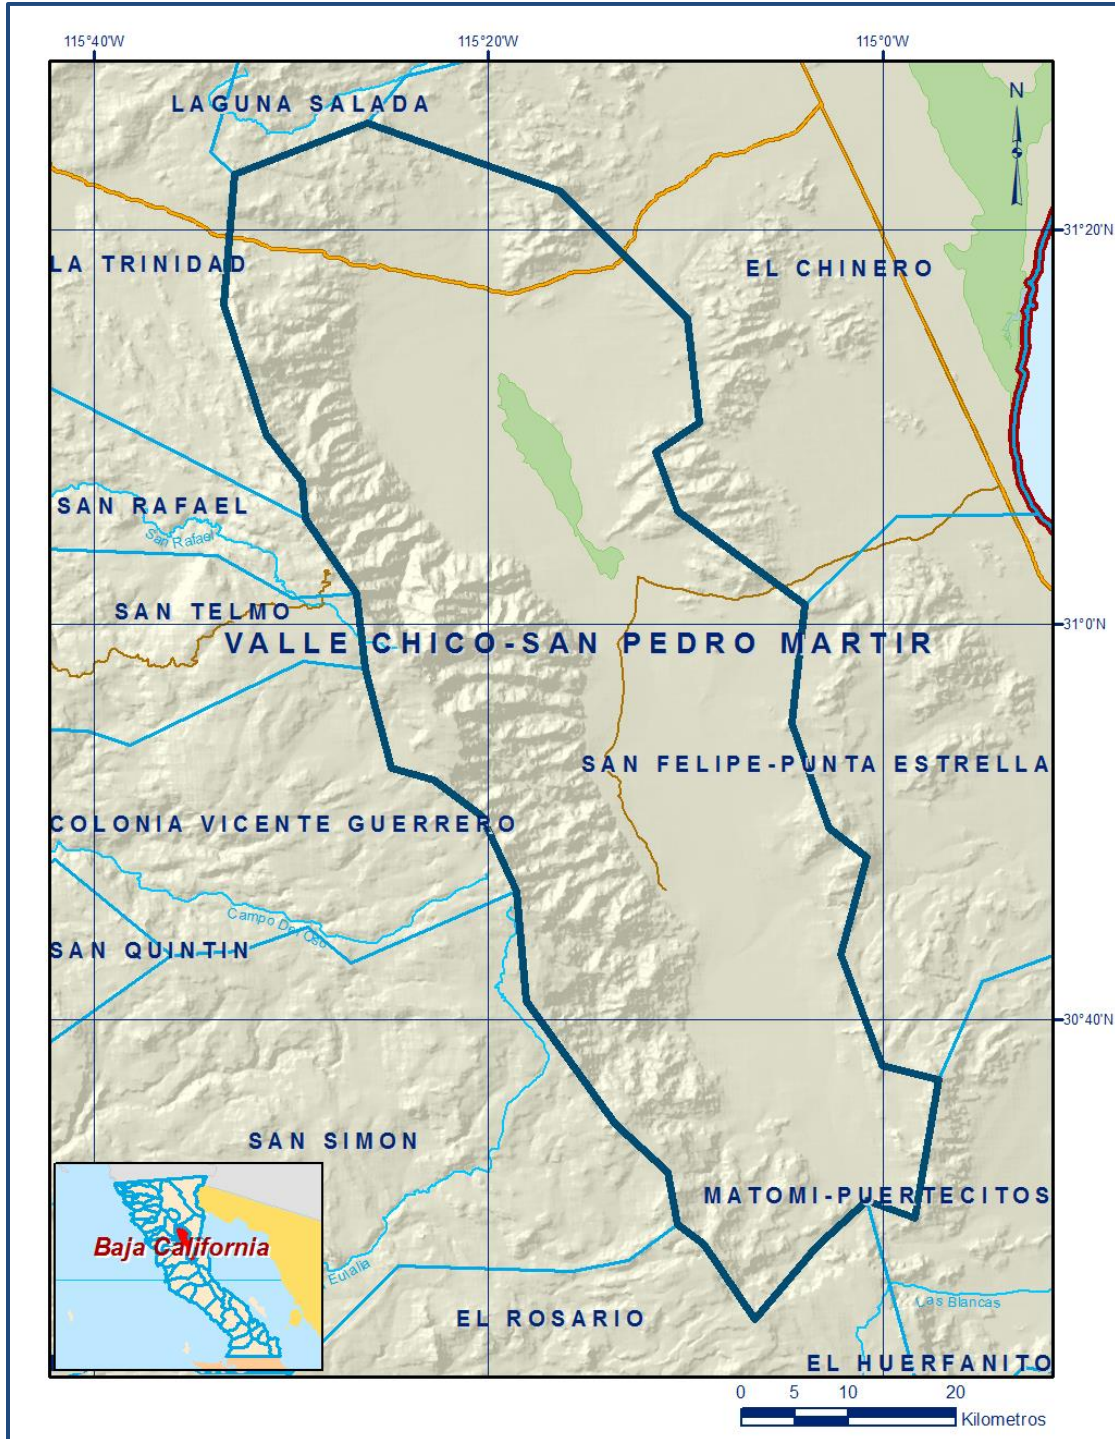 115°40'W
115°20'W
115°0'W
LAGUNA SALADA
N
31°20'N
LA TRINIDAD
EL CHINERO
SAN RAFAEL
San Rafael
SAN TELMO
31°0'N
VALLE CHICO-SAN PEDRO MARTIR
SAN FELIPE-PUNTA ESTRELLA
COLONIA VICENTE GUERRERO
Campo Del Oso
SAN QUINTIN
30°40'N
SAN SIMON
MATOMI-PUERTECITOS
Baja California
Eulalia
Las Blancas
EL ROSARIO
EL HUERFANITO
0 5 10 20
Kilometros